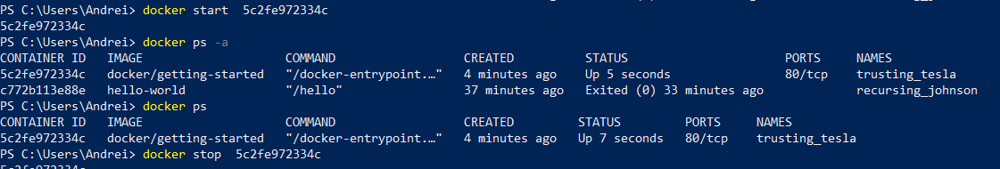 PS C:\Users\Andrei> docker start  5c2fe972334c
5c2fe972334c
PS C:\Users\Andrei> docker ps -a
CONTAINER ID   IMAGE                    COMMAND                  CREATED          STATUS                      PORTS     NAMES
5c2fe972334c   docker/getting-started   "/docker-entrypoint.…"   4 minutes ago    Up 5 seconds                80/tcp    trusting_tesla
c772b113e88e   hello-world              "/hello"                 37 minutes ago   Exited (0) 33 minutes ago             recursing_johnson
PS C:\Users\Andrei> docker ps
CONTAINER ID   IMAGE                    COMMAND                  CREATED         STATUS         PORTS     NAMES
5c2fe972334c   docker/getting-started   "/docker-entrypoint.…"   4 minutes ago   Up 7 seconds   80/tcp    trusting_tesla
PS C:\Users\Andrei> docker stop  5c2fe972334c
5c2fe972334c